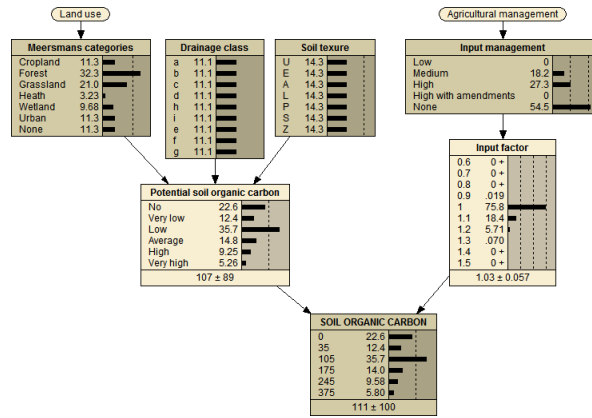 Land use
Agricultural management
Meersmans categories
Cropland 11.3
Forest 32.3
Grassland 21.0
Heath 3.23
Wetland 9.68
Urban 11.3
None 11.3
Drainage class
a 11.1
b 11.1
c 11.1
d 11.1
h 11.1
i 11.1
e 11.1
f 11.1
g 11.1
Soil texure
U 14.3
E 14.3
A 14.3
L 14.3
P 14.3
S 14.3
Z 14.3
Input management
Low 0
Medium 18.2
High 27.3
High with amendments 0
None 54.5
Input factor
0.6 0 +
0.7 0 +
0.8 0 +
0.9 .019
1 75.8
1.1 18.4
1.2 5.71
1.3 .070
1.4 0 +
1.5 0 +
1.03 ± 0.057
Potential soil organic carbon
No 22.6
Very low 12.4
Low 35.7
Average 14.8
High 9.25
Very high 5.26
107 ± 89
SOIL ORGANIC CARBON
0 22.6
35 12.4
105 35.7
175 14.0
245 9.58
375 5.80
111 ± 100